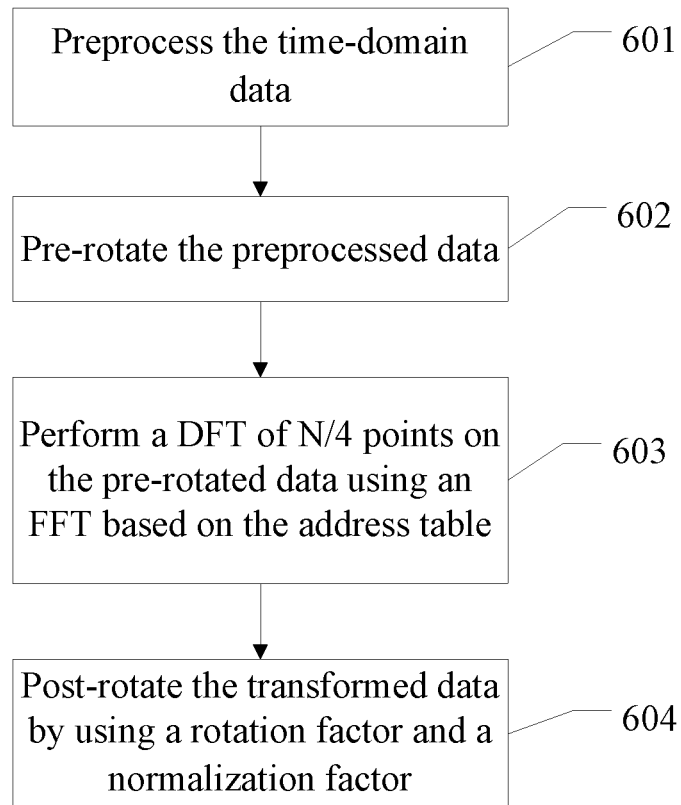 Preprocess the time-domain
data
601
Pre-rotate the preprocessed data
602
Perform a DFT of N/4 points on
the pre-rotated data using an
FFT based on the address table
603
Post-rotate the transformed data
by using a rotation factor and a
normalization factor
604